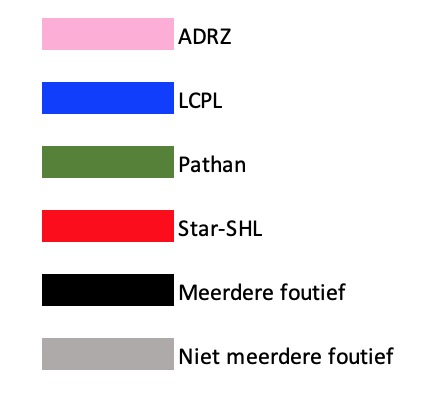 ADRZ
LCPL
Pathan
Star-SHL
Meerdere foutief
Niet meerdere foutief